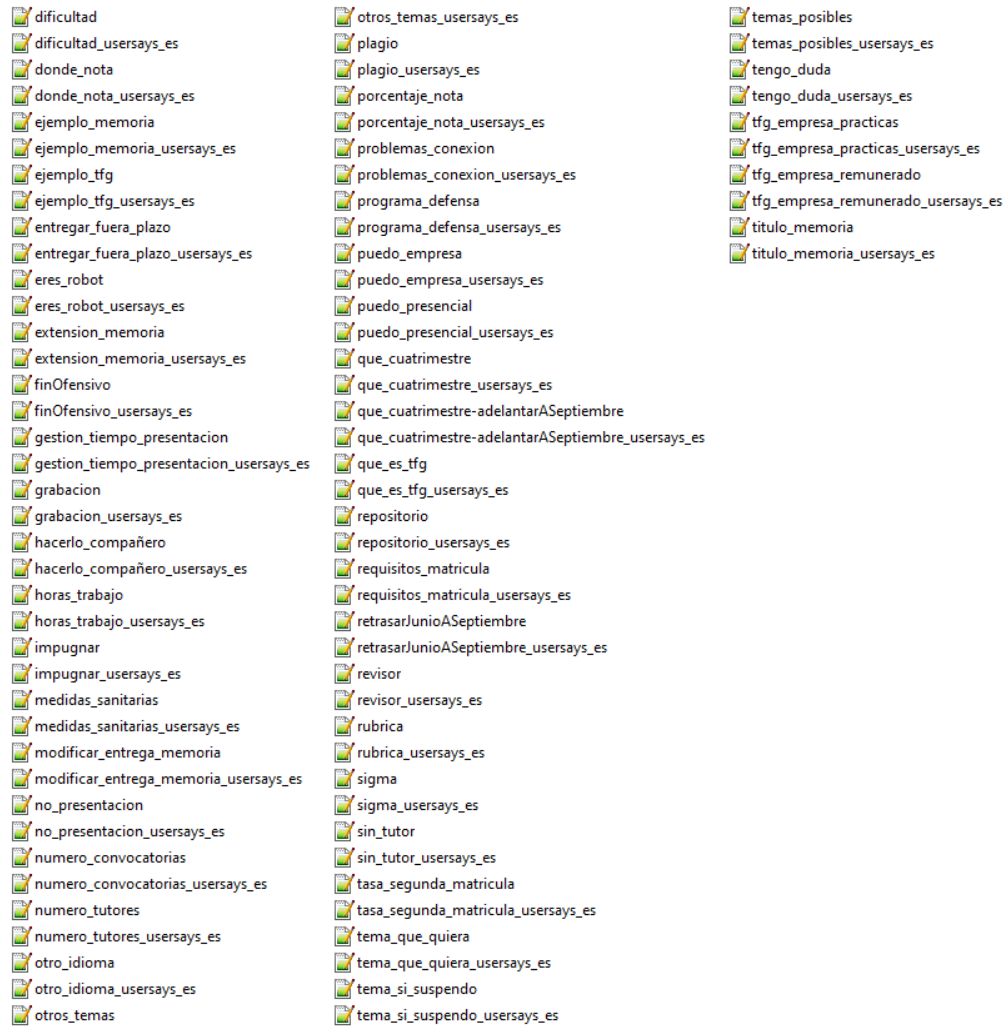 dificultad
dificultad_usersays_es
donde_nota
donde_nota_usersays_es
ejemplo_memoria
ejemplo_memoria_usersays_es
ejemplo_tfg
ejemplo_tfg_usersays_es
entregar_fuera_plazo
entregar_fuera_plazo_usersays_es
eres_robot
eres_robot_usersays_es
extension_memoria
extension_memoria_usersays_es
finOfensivo
finOfensivo_usersays_es
gestion_tiempo_presentacion
gestion_tiempo_presentacion_usersays_es
grabacion
grabacion_usersays_es
hacerlo_compañero
hacerlo_compañero_usersays_es
horas_trabajo
horas_trabajo_usersays_es
impugnar
impugnar_usersays_es
medidas_sanitarias
medidas_sanitarias_usersays_es
modificar_entrega_memoria
modificar_entrega_memoria_usersays_es
no_presentacion
no_presentacion_usersays_es
numero_convocatorias
numero_convocatorias_usersays_es
numero_tutores
numero_tutores_usersays_es
otro_idioma
otro_idioma_usersays_es
otros_temas
otros_temas_usersays_es
plagio
plagio_usersays_es
porcentaje_nota
porcentaje_nota_usersays_es
problemas_conexion
problemas_conexion_usersays_es
programa_defensa
programa_defensa_usersays_es
puedo_empresa
puedo_empresa_usersays_es
puedo_presencial
puedo_presencial_usersays_es
que_cuatrimestre
que_cuatrimestre_usersays_es
que_cuatrimestre-adelantarASeptiembre
que_cuatrimestre-adelantarASeptiembre_usersays_es
que_es_tfg
que_es_tfg_usersays_es
repositorio
repositorio_usersays_es
requisitos_matricula
requisitos_matricula_usersays_es
retrasarJunioASeptiembre
retrasarJunioASeptiembre_usersays_es
revisor
revisor_usersays_es
rubrica
rubrica_usersays_es
sigma
sigma_usersays_es
sin_tutor
sin_tutor_usersays_es
tasa_segunda_matricula
tasa_segunda_matricula_usersays_es
tema_que_quiera
tema_que_quiera_usersays_es
tema_si_suspendo
tema_si_suspendo_usersays_es
temas_posibles
temas_posibles_usersays_es
tengo_duda
tengo_duda_usersays_es
tfg_empresa_practicas
tfg_empresa_practicas_usersays_es
tfg_empresa_remunerado
tfg_empresa_remunerado_usersays_es
titulo_memoria
titulo_memoria_usersays_es